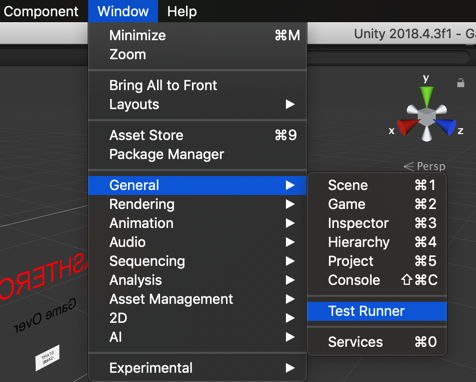 Component Window Help
Unity 2018.4.3f1 - G
Minimize ⌘M
Zoom
Bring All to Front
Layouts
Asset Store ⌘9
Package Manager
General
Rendering
Animation
Audio
Sequencing
Analysis
Asset Management
2D
AI
Experimental
Scene ⌘1
Game ⌘2
Inspector ⌘3
Hierarchy ⌘4
Project ⌘5
Console ⇧⌘C
Test Runner
Services ⌘0
y
x
z
Persp
Game Over